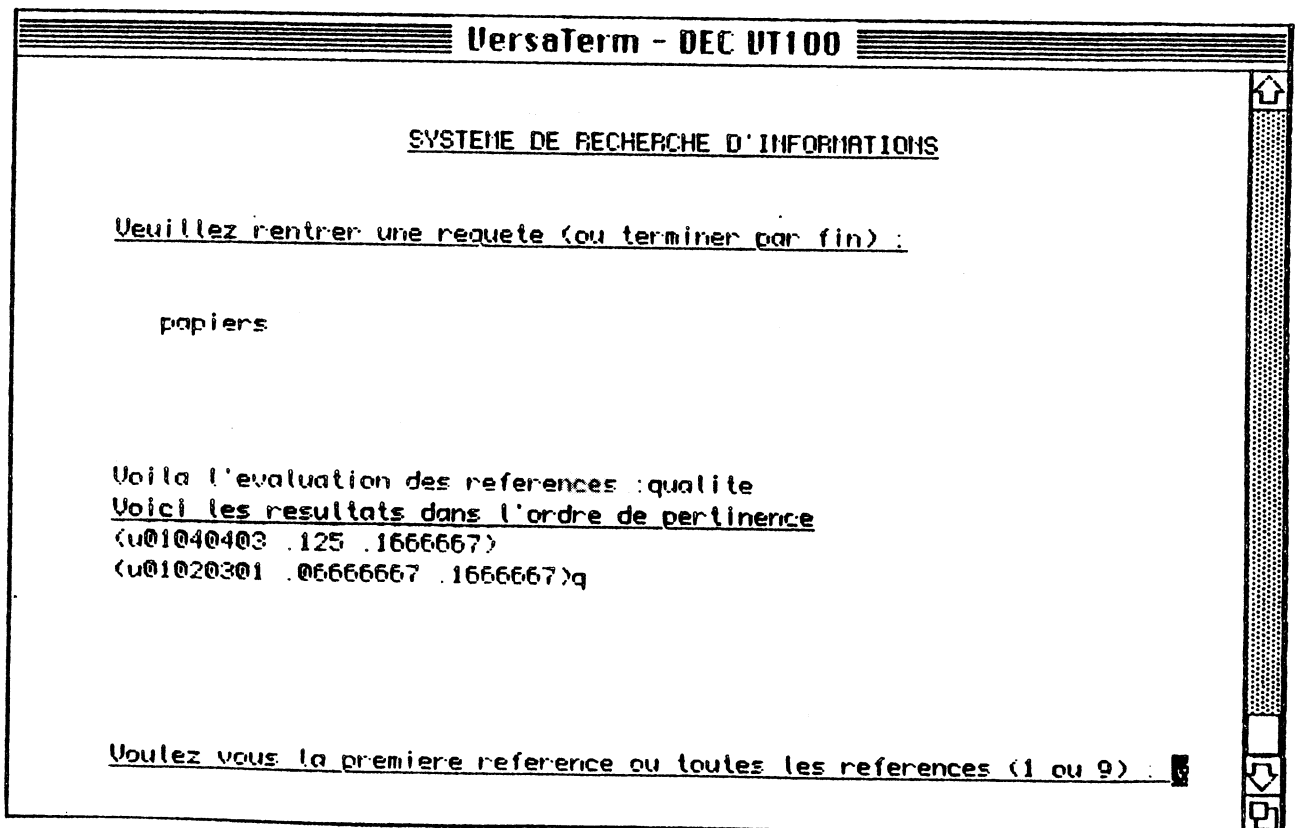 VersaTerm - DEC VT100
SYSTEME DE RECHERCHE D'INFORMATIONS
Veuillez rentrer une requete (ou terminer par fin) :
papiers
Voila l'evaluation des references :qualite
Voici les resultats dans l'ordre de pertinence
(u01040403 .125 .1666667)
(u01020301 .06666667 .1666667)q
Voulez vous la premiere reference ou toutes les references (1 ou 9) :